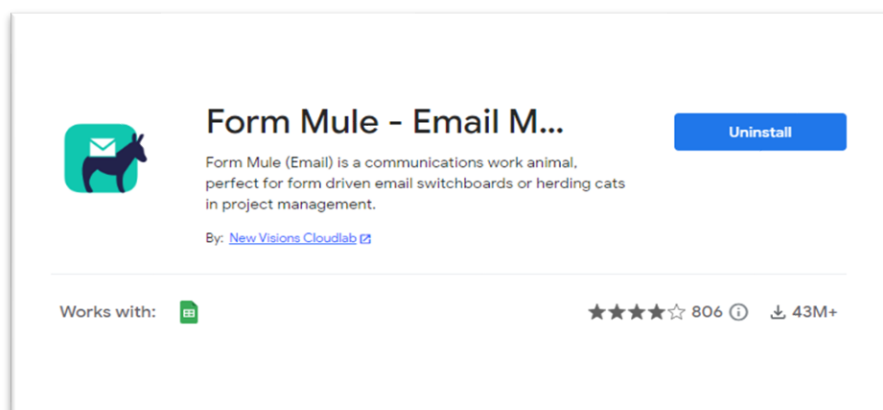 Form Mule - Email M...
Uninstall
Form Mule (Email) is a communications work animal,
perfect for form driven email switchboards or herding cats
in project management.
By: New Visions Cloudlab
Works with:
806
43M+